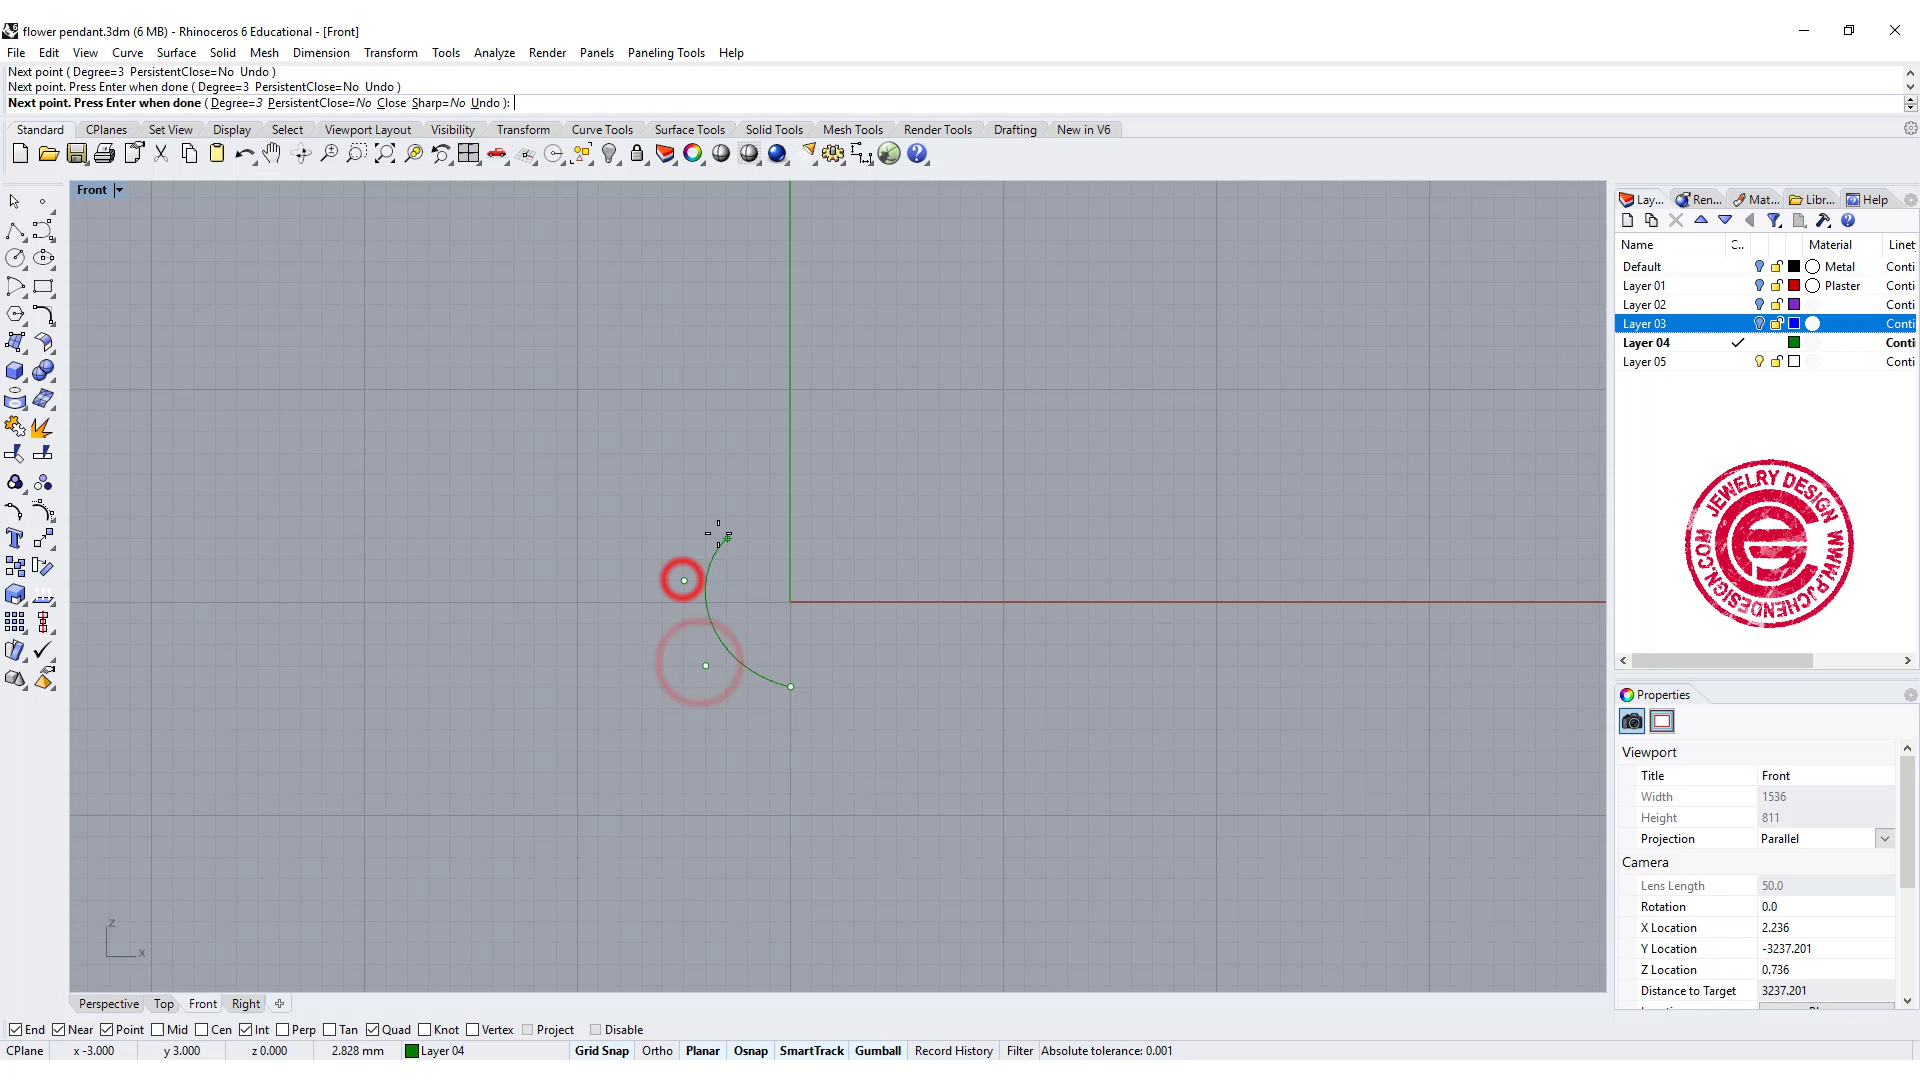 flower pendant.3dm (6 MB) - Rhinoceros 6 Educational - [Front]
File Edit View Curve Surface Solid Mesh Dimension Transform Tools Analyze Render Panels Paneling Tools Help
Next point ( Degree=3 PersistentClose=No Undo )
Next point. Press Enter when done ( Degree=3 PersistentClose=No Undo )
Next point. Press Enter when done ( Degree=3 PersistentClose=No Close Sharp=No Undo ):
Standard CPlanes Set View Display Select Viewport Layout Visibility Transform Curve Tools Surface Tools Solid Tools Mesh Tools Render Tools Drafting New in V6
Front
Lay... Ren... Mat... Libr... Help
Name C.. Material Linet
Default Metal Conti
Layer 01 Plaster Conti
Layer 02 Conti
Layer 03 Conti
Layer 04 Conti
Layer 05 Conti
JEWELRY DESIGN
WWW.PJCHENDESIGN.COM
Properties
Viewport
Title Front
Width 1536
Height 811
Projection Parallel
Camera
Lens Length 50.0
Rotation 0.0
X Location 2.236
Y Location -3237.201
Z Location 0.736
Distance to Target 3237.201
z
x
Perspective Top Front Right
End Near Point Mid Cen Int Perp Tan Quad Knot Vertex Project Disable
CPlane x -3.000 y 3.000 z 0.000 2.828 mm Layer 04 Grid Snap Ortho Planar Osnap SmartTrack Gumball Record History Filter Absolute tolerance: 0.001